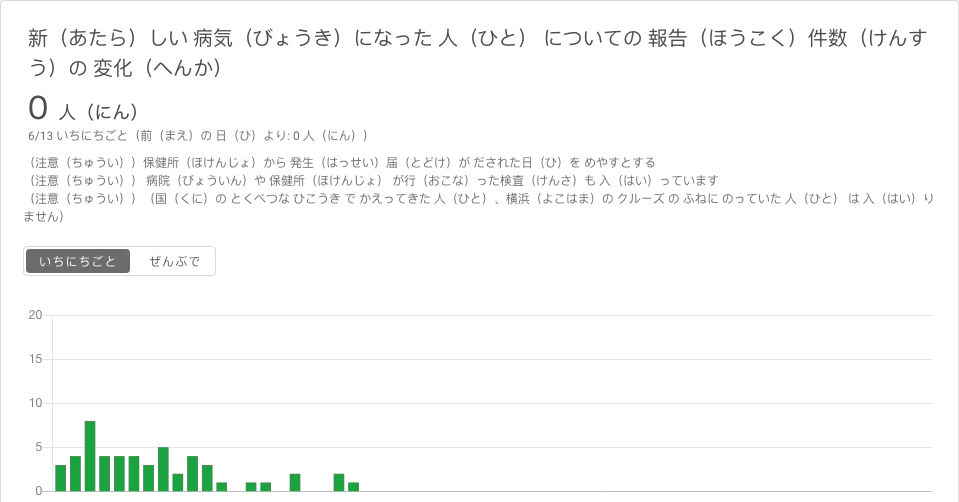 新（あたら）しい 病気（びょうき）になった 人（ひと） についての 報告（ほうこく）件数（けんす
う）の 変化（へんか）
0 人（にん）
6/13 いちにちごと（前（まえ）の 日（ひ）より: 0 人（にん））
（注意（ちゅうい））保健所（ほけんじょ）から 発生（はっせい）届（とどけ）が だされた日（ひ）を めやすとする
（注意（ちゅうい）） 病院（びょういん）や 保健所（ほけんじょ） が行（おこな）った検査（けんさ）も 入（はい）っています
（注意（ちゅうい））（国（くに）の とくべつな ひこうき で かえってきた 人（ひと）、横浜（よこはま）の クルーズ の ふねに のっていた 人（ひと） は 入（はい）り
ません）
いちにちごと ぜんぶで
20
15
10
5
0